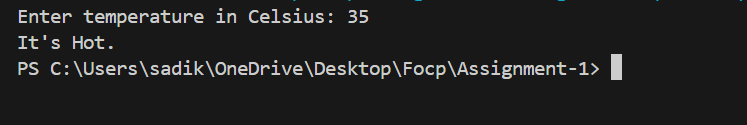 Enter temperature in Celsius: 35
It's Hot.
PS C:\Users\sadik\OneDrive\Desktop\Focp\Assignment-1>